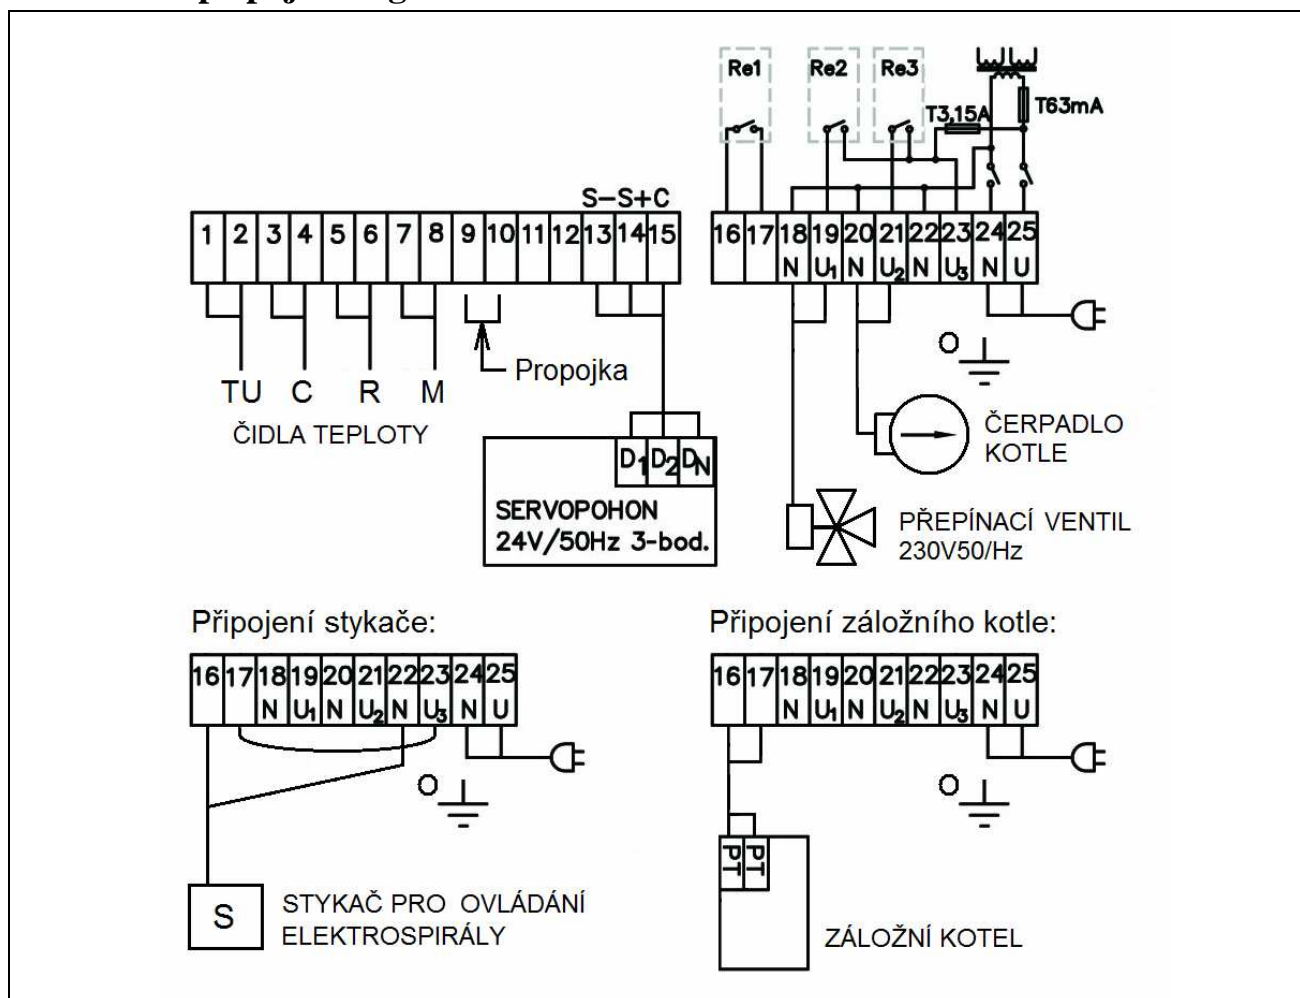 Re1 Re2 Re3
T3,15A T63mA
S-S+C
1 2 3 4 5 6 7 8 9 10 11 12 13 14 15
16 17 18 19 20 21 22 23 24 25
N U1 N U2 N U3 N U
Propojka
TU C R M
ČIDLA TEPLOTY
O
ČERPADLO
KOTLE
D1 D2 DN
SERVOPOHON
24V/50Hz 3-bod.
PŘEPÍNACÍ VENTIL
230V50/Hz
Připojení stykače:
16 17 18 19 20 21 22 23 24 25
N U1 N U2 N U3 N U
O
S
STYKAČ PRO OVLÁDÁNÍ
ELEKTROSPIRÁLY
Připojení záložního kotle:
16 17 18 19 20 21 22 23 24 25
N U1 N U2 N U3 N U
O
PT PT
ZÁLOŽNÍ KOTEL